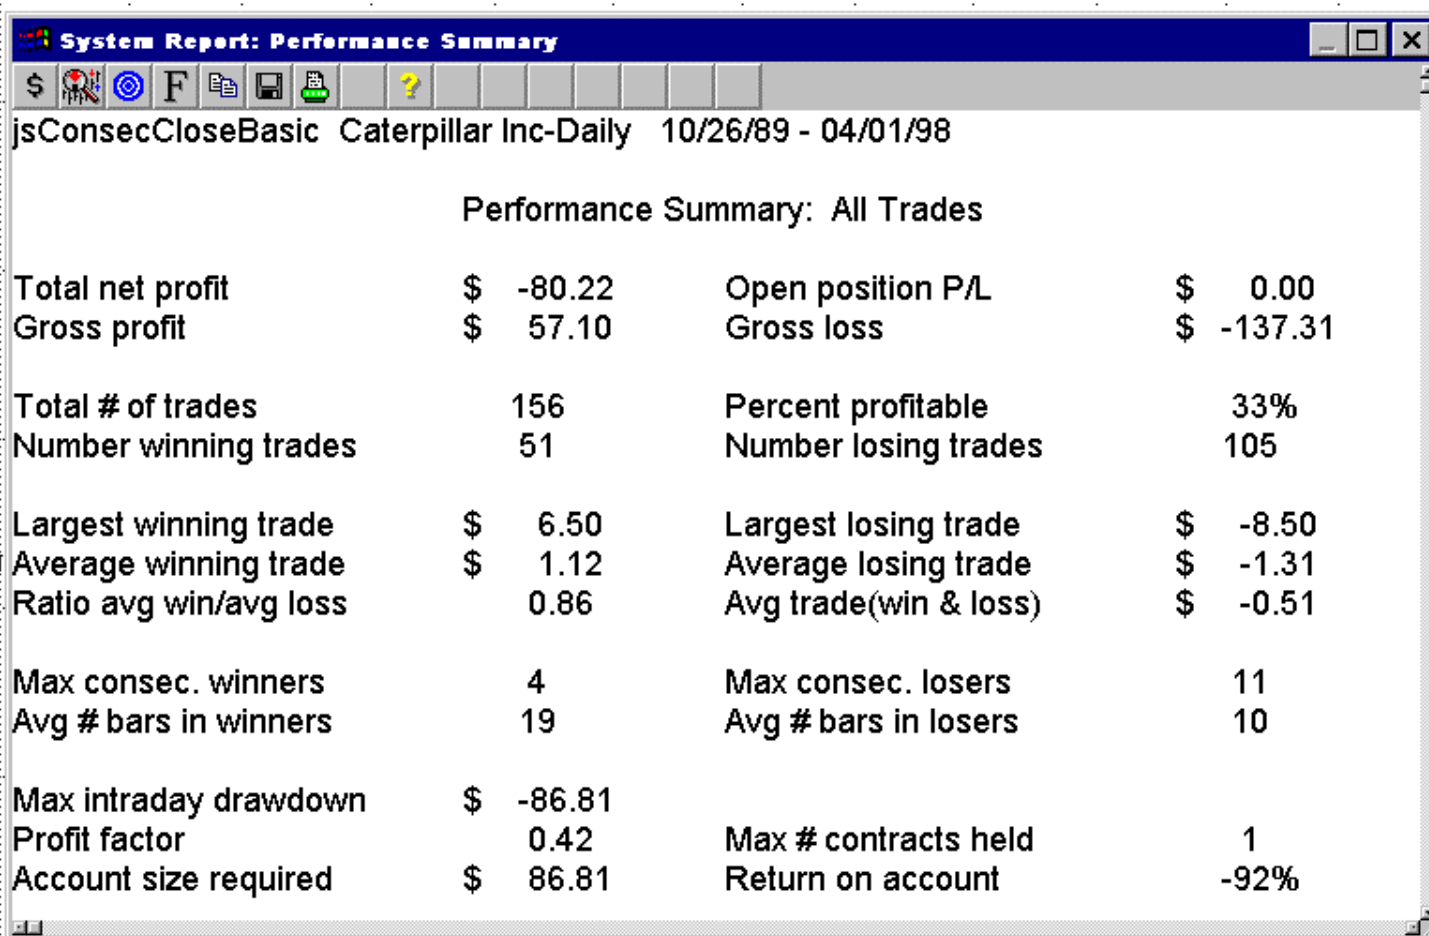 System Report: Performance Summary
$ F ?
jsConsecCloseBasic Caterpillar Inc-Daily 10/26/89 - 04/01/98
Performance Summary: All Trades
Total net profit $ -80.22 Open position P/L $ 0.00
Gross profit $ 57.10 Gross loss $ -137.31
Total # of trades 156 Percent profitable 33%
Number winning trades 51 Number losing trades 105
Largest winning trade $ 6.50 Largest losing trade $ -8.50
Average winning trade $ 1.12 Average losing trade $ -1.31
Ratio avg win/avg loss 0.86 Avg trade(win & loss) $ -0.51
Max consec. winners 4 Max consec. losers 11
Avg # bars in winners 19 Avg # bars in losers 10
Max intraday drawdown $ -86.81
Profit factor 0.42 Max # contracts held 1
Account size required $ 86.81 Return on account -92%